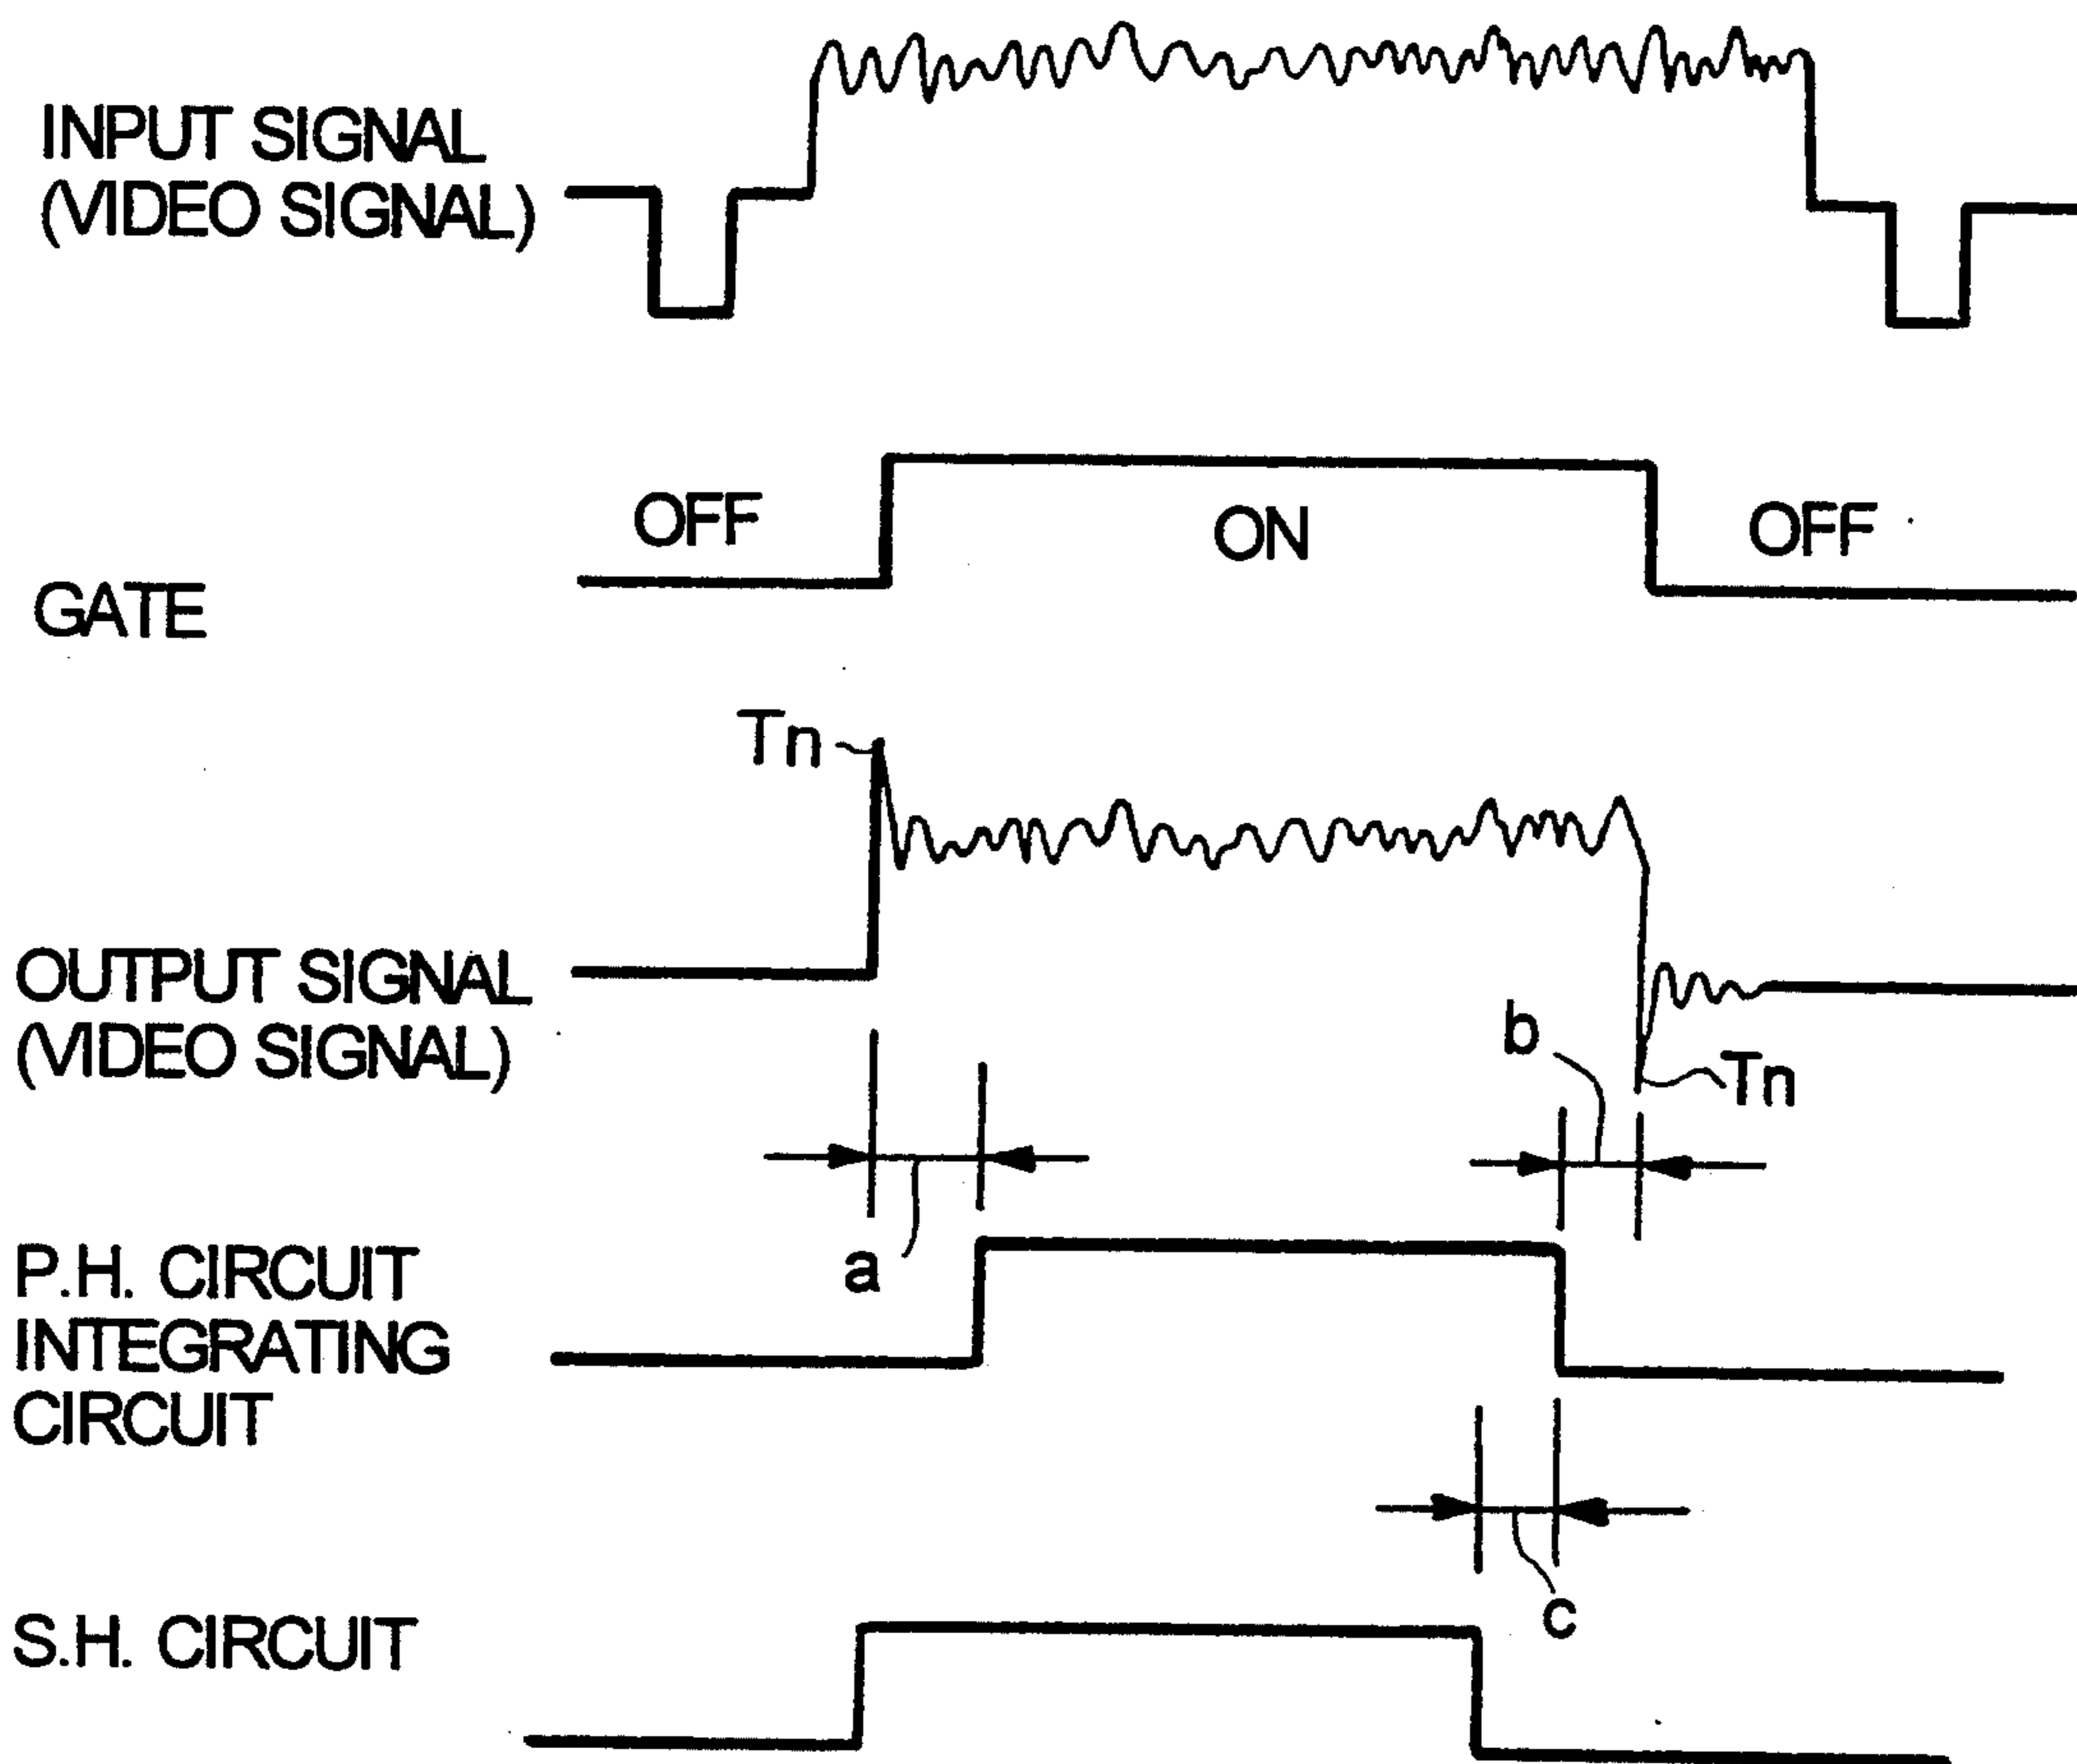 INPUT SIGNAL
(VIDEO SIGNAL)
OFF
ON
OFF
GATE
Tn
OUTPUT SIGNAL
(VIDEO SIGNAL)
b
Tn
a
P.H. CIRCUIT
INTEGRATING
CIRCUIT
c
S.H. CIRCUIT